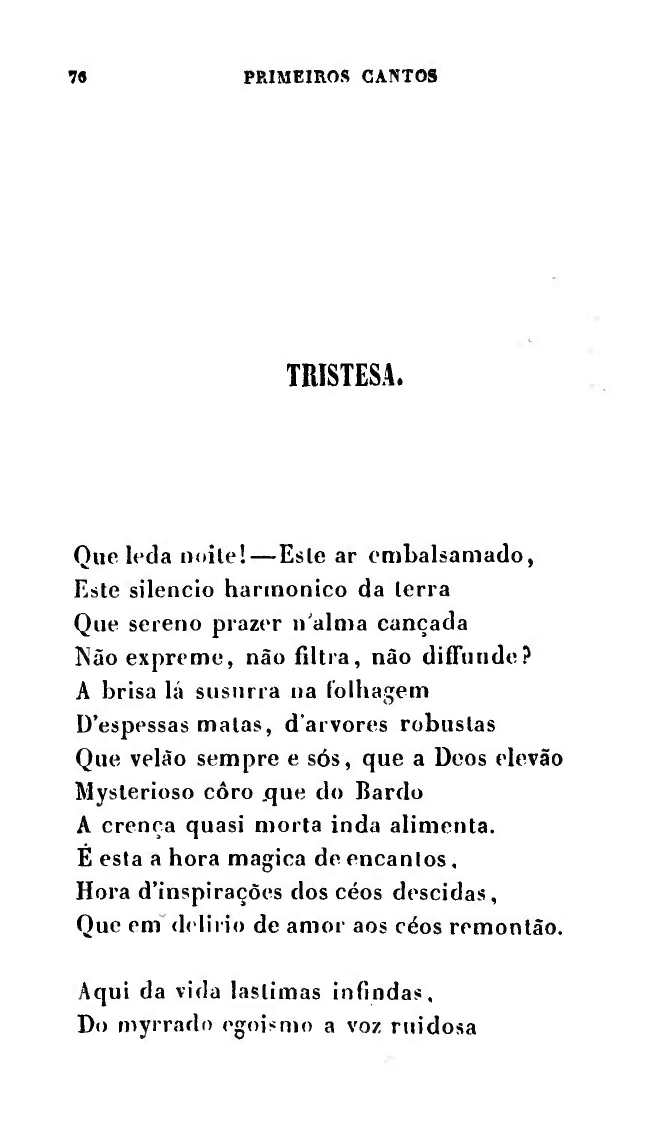 76 PRIMEIROS CANTOS
TRISTESA.
Que leda noite!—Este ar embalsamado,
Este silencio harmonico da terra
Que sereno prazer n'alma cançada
Não expreme, não filtra, não diffunde?
A brisa lá susurra na folhagem
D'espessas matas, d'arvores robustas
Que velão sempre e sós, que a Deos elevão
Mysterioso côro que do Bardo
A crença quasi morta inda alimenta.
É esta a hora magica de encantos,
Hora d'inspirações dos céos descidas,
Que em delirio de amor aos céos remontão.
Aqui da vida lastimas infindas,
Do myrrado egoismo a voz ruidosa